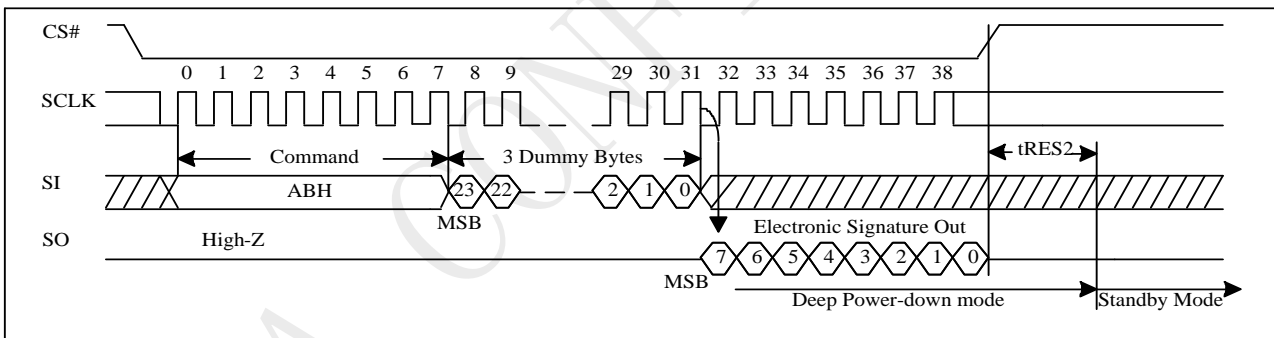 CS#
0 1 2 3 4 5 6 7 8 9 29 30 31 32 33 34 35 36 37 38
SCLK
Command 3 Dummy Bytes tRES2
SI ABH 23 22 2 1 0
MSB
SO High-Z Electronic Signature Out
7 6 5 4 3 2 1 0
MSB
Deep Power-down mode Standby Mode